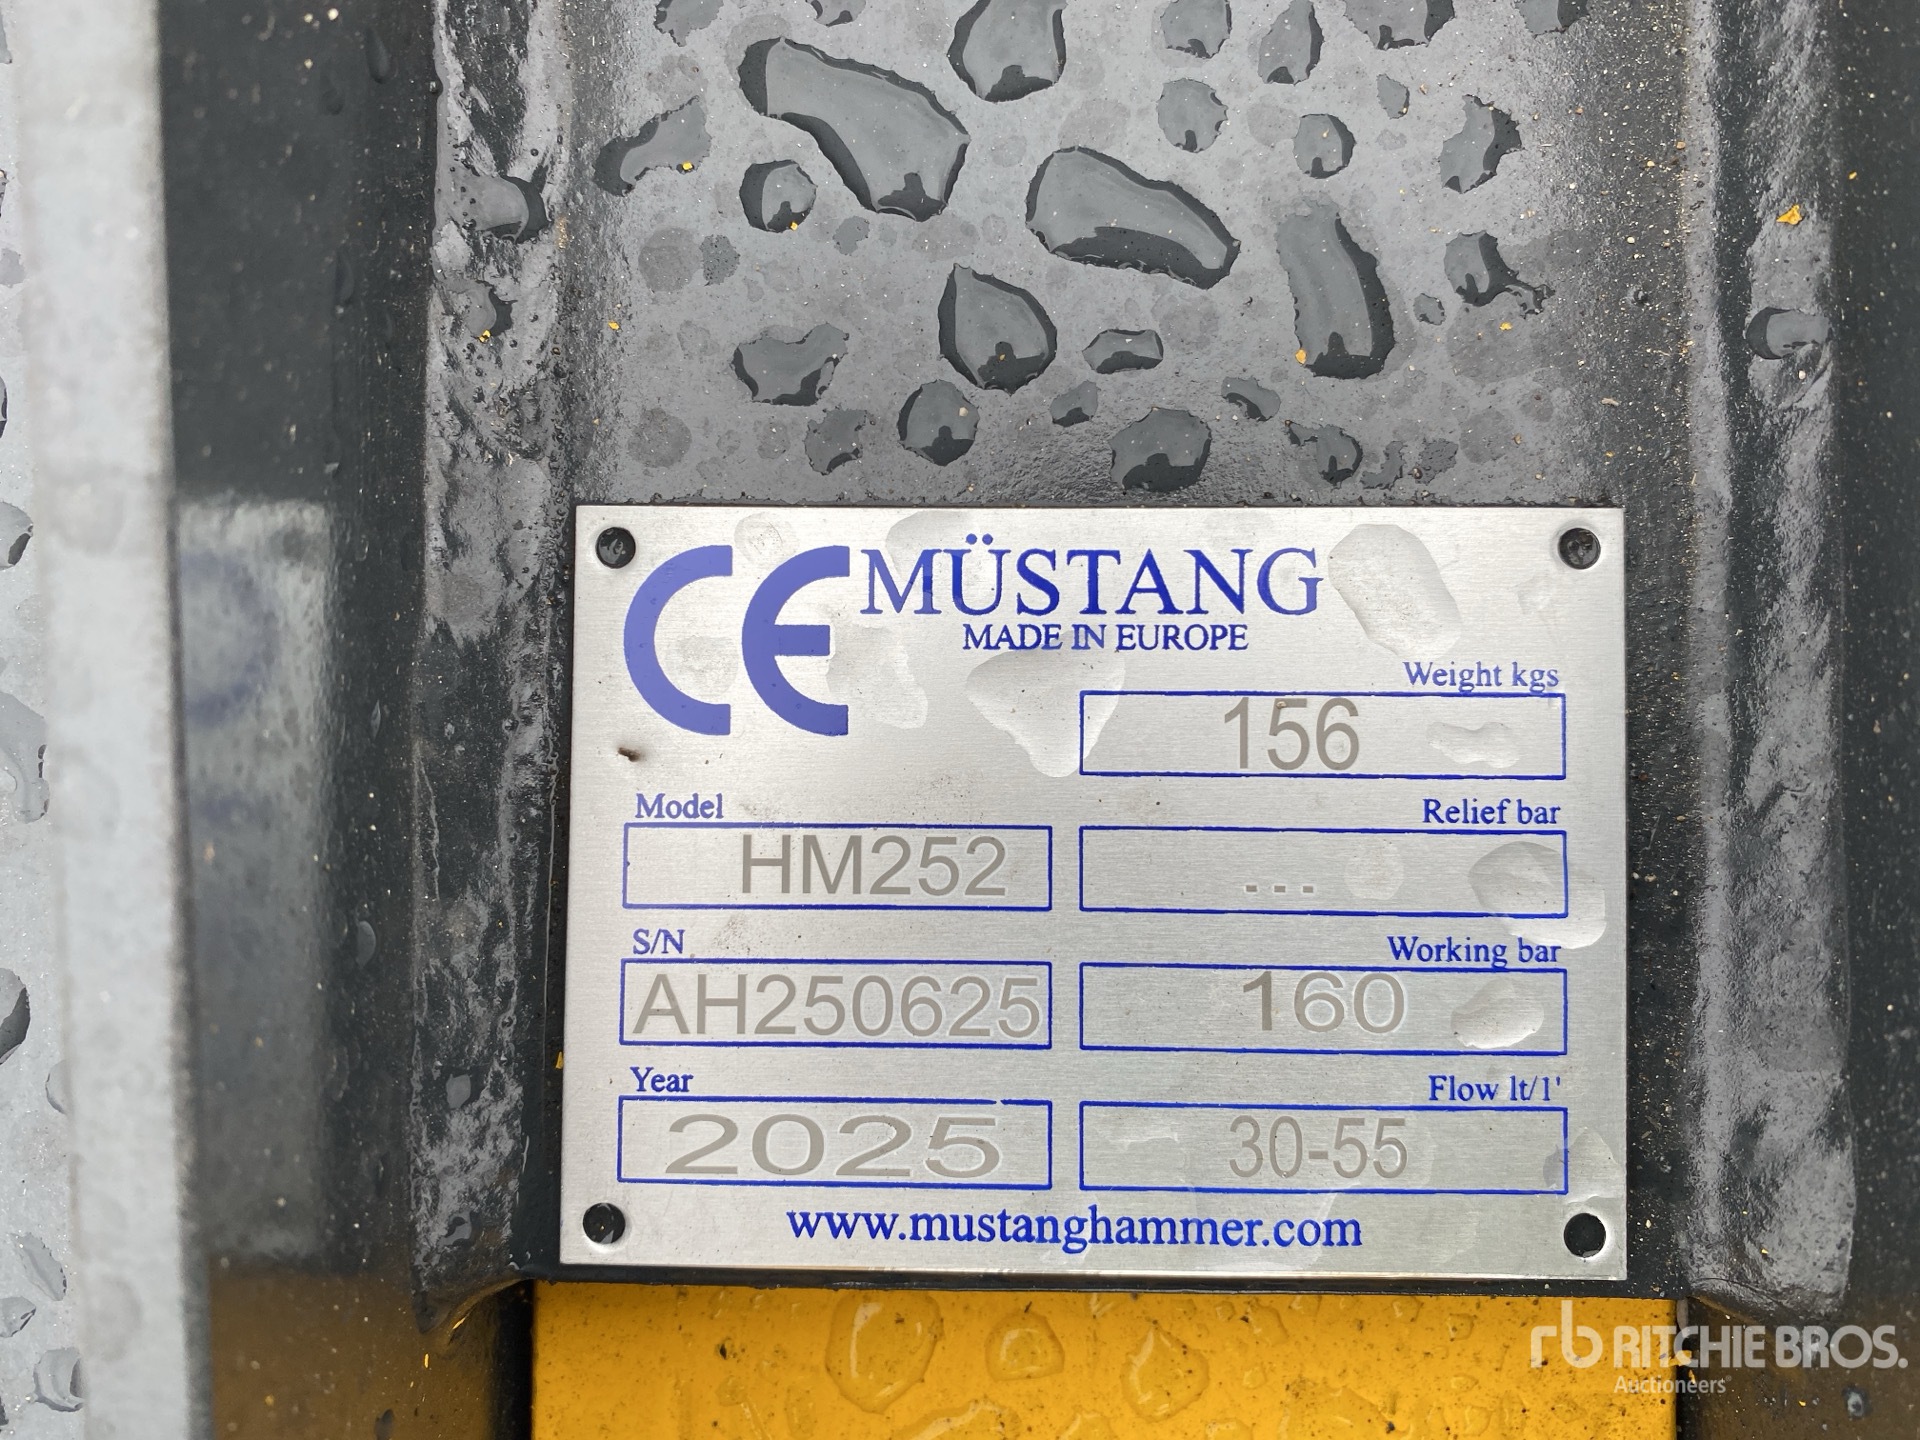 CE MÜSTANG
MADE IN EUROPE
Weight kgs
156
Model
HM252
Relief bar
...
S/N
AH250625
Working bar
160
Year
2025
Flow lt/1'
30-55
www.mustanghammer.com
rb RITCHIE BROS.
Auctioneers